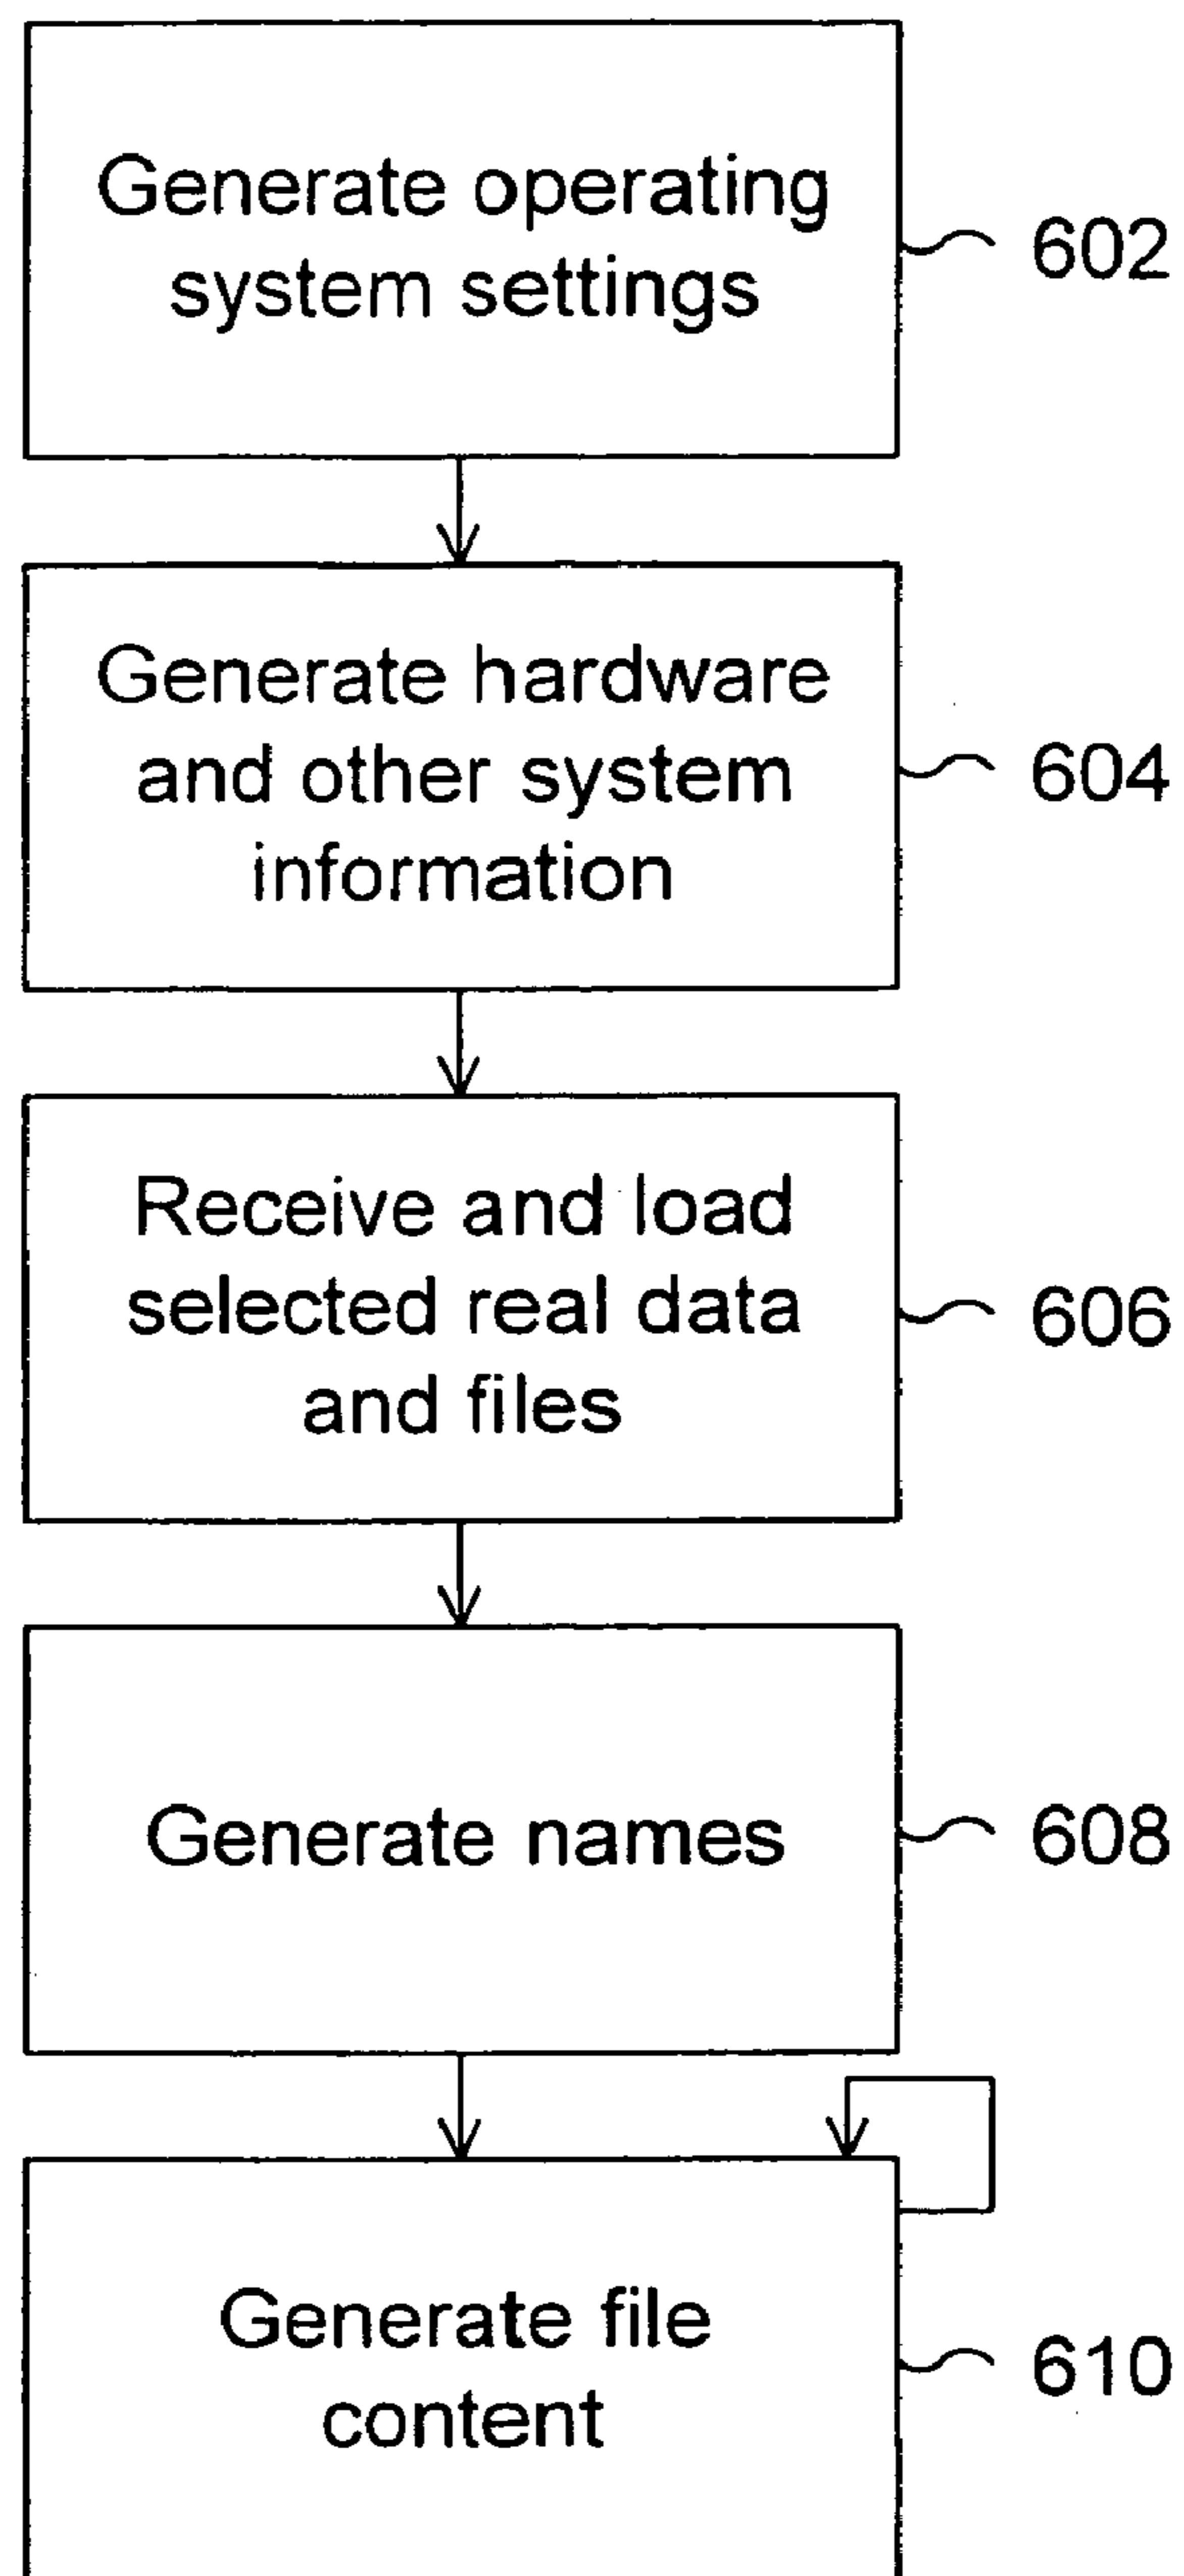 Generate operating
system settings
602
Generate hardware
and other system
information
604
Receive and load
selected real data
and files
606
Generate names
608
Generate file
content
610